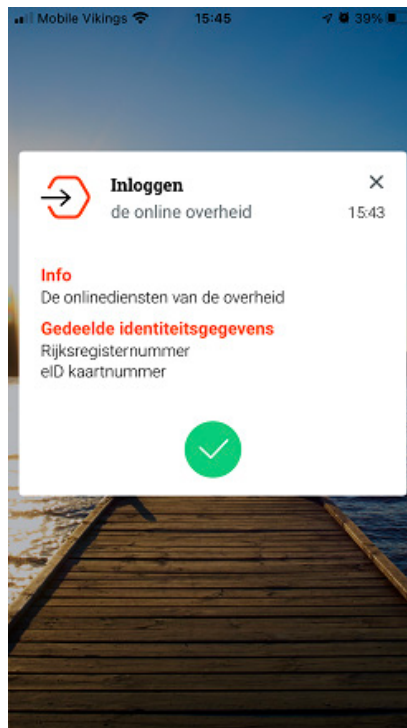 Mobile Vikings 15:45 39%
Inloggen
de online overheid 15:43
Info
De onlinediensten van de overheid
Gedeelde identiteitsgegevens
Rijksregisternummer
eID kaartnummer